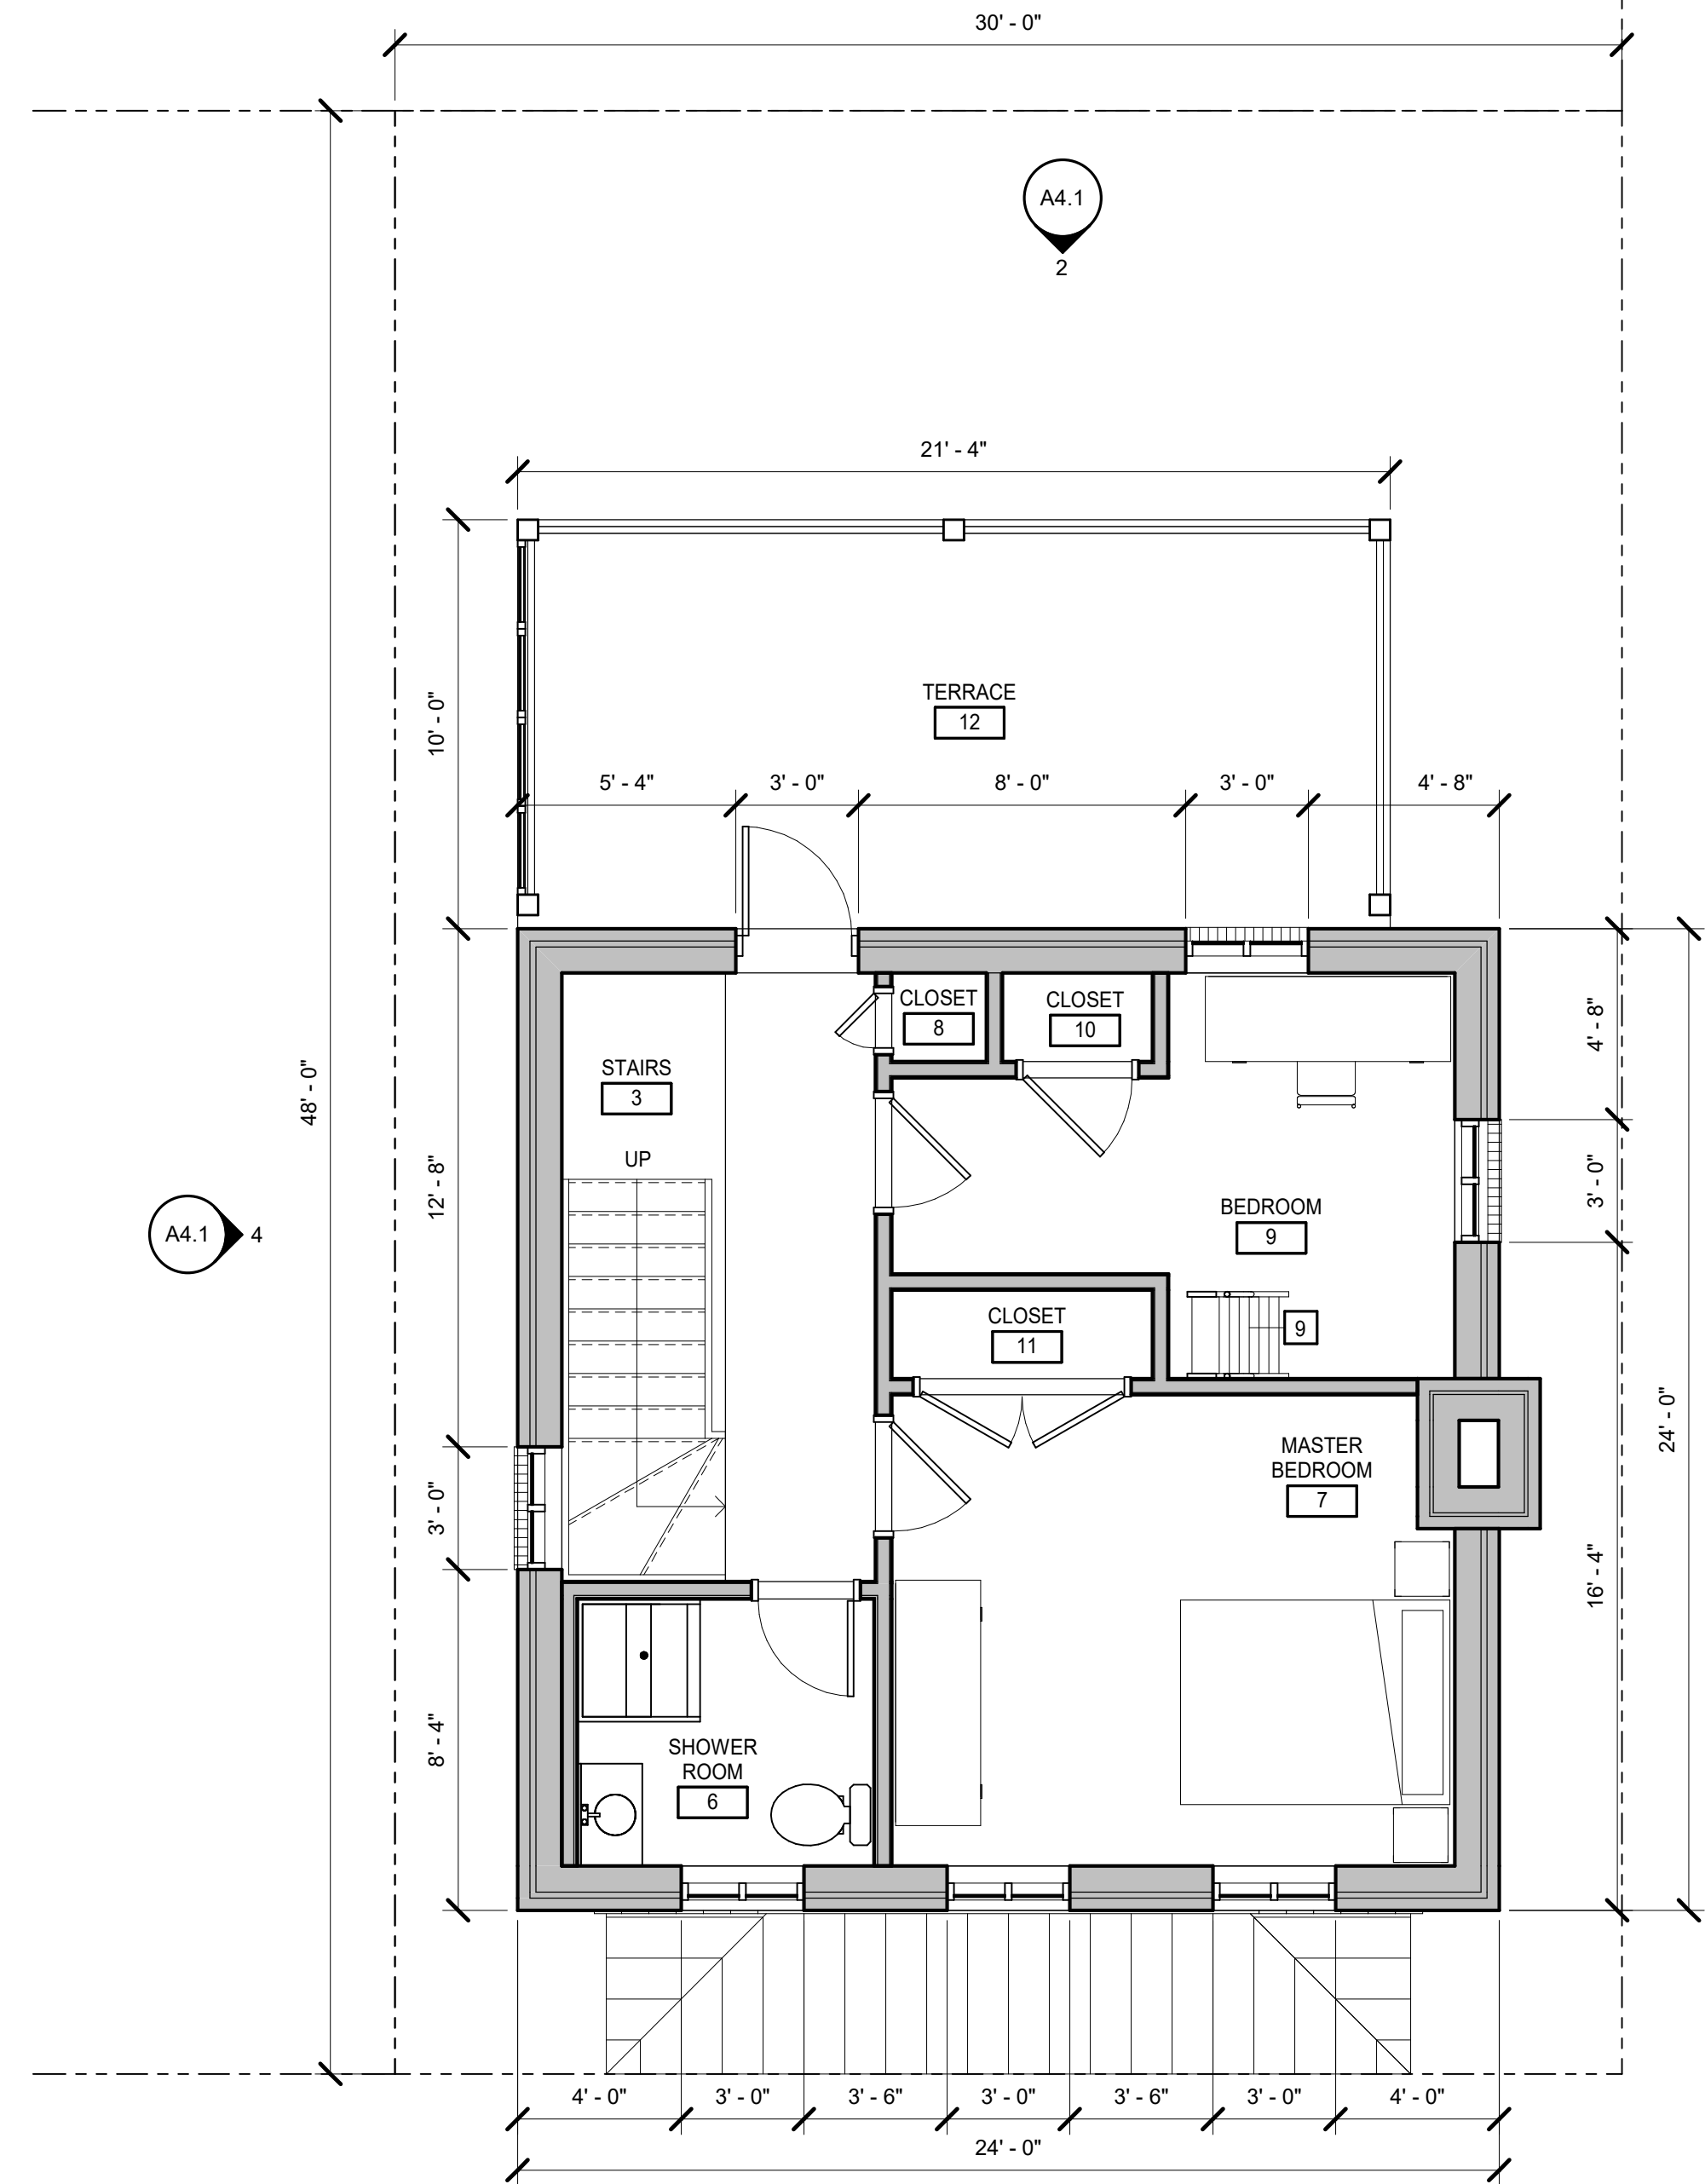 30' - 0"
A4.1
2
21' - 4"
TERRACE
12
10' - 0"
5' - 4"
3' - 0"
8' - 0"
3' - 0"
4' - 8"
CLOSET
8
CLOSET
10
4' - 8"
STAIRS
3
48' - 0"
UP
12' - 8"
3' - 0"
A4.1
4
BEDROOM
9
CLOSET
11
9
24' - 0"
MASTER
BEDROOM
7
3' - 0"
16' - 4"
8' - 4"
SHOWER
ROOM
6
4' - 0"
3' - 0"
3' - 6"
3' - 0"
3' - 6"
3' - 0"
4' - 0"
24' - 0"